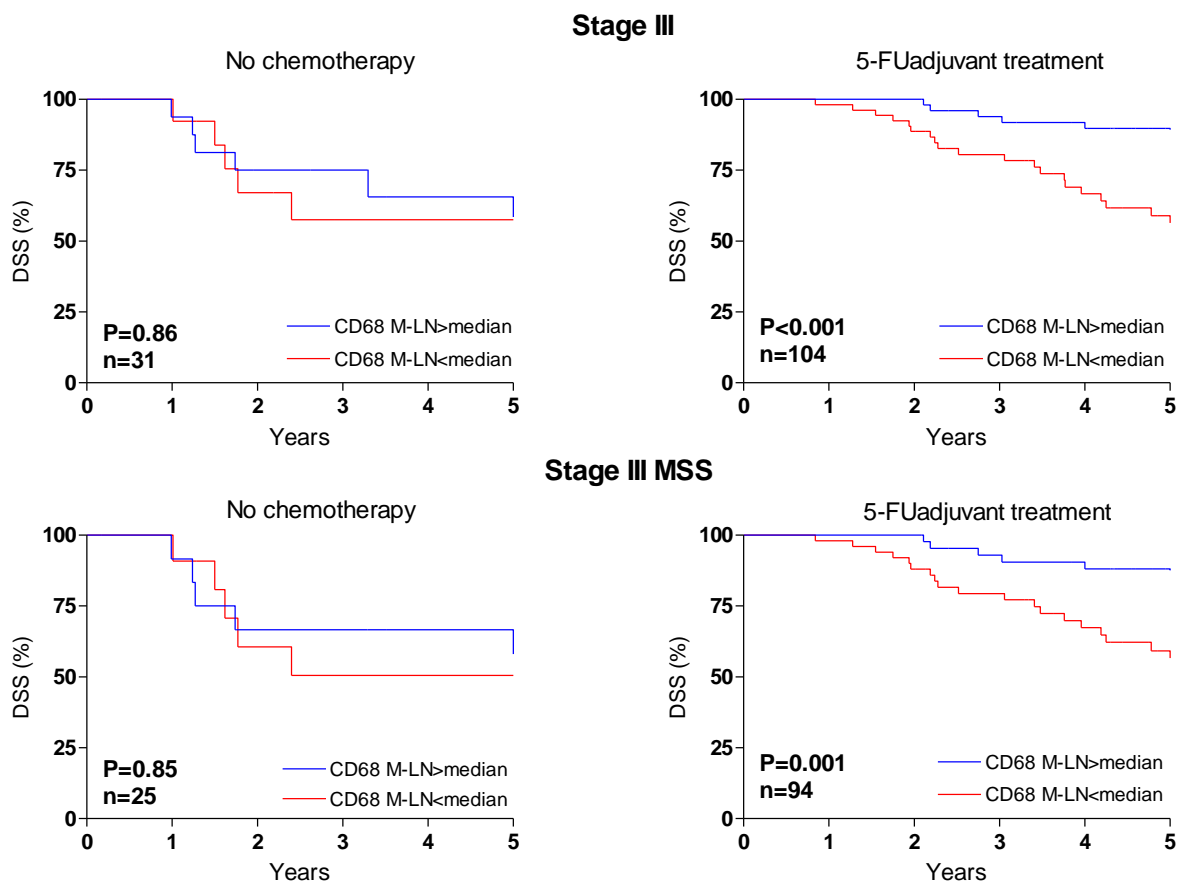 Stage III
No chemotherapy
100
75
50
25
0
DSS (%)
P=0.86
n=31
CD68 M-LN>median
CD68 M-LN<median
0 1 2 3 4 5
Years
5-FUadjuvant treatment
100
75
50
25
0
DSS (%)
P<0.001
n=104
CD68 M-LN>median
CD68 M-LN<median
0 1 2 3 4 5
Years
Stage III MSS
No chemotherapy
100
75
50
25
0
DSS (%)
P=0.85
n=25
CD68 M-LN>median
CD68 M-LN<median
0 1 2 3 4 5
Years
5-FUadjuvant treatment
100
75
50
25
0
DSS (%)
P=0.001
n=94
CD68 M-LN>median
CD68 M-LN<median
0 1 2 3 4 5
Years